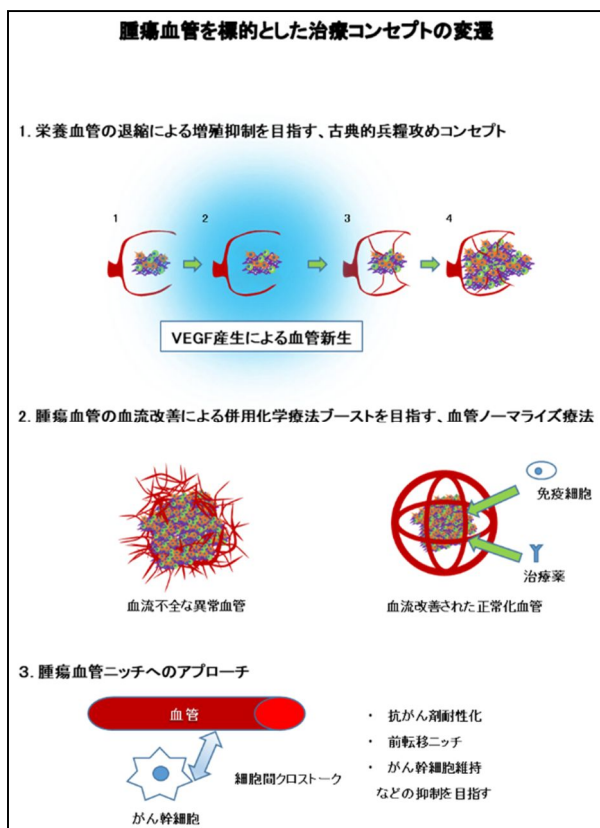 腫瘍血管を標的とした治療コンセプトの変遷
1. 栄養血管の退縮による増殖抑制を目指す、古典的兵糧攻めコンセプト
1 2 3 4
VEGF産生による血管新生
2. 腫瘍血管の血流改善による併用化学療法ブーストを目指す、血管ノーマライズ療法
免疫細胞
治療薬
血流不全な異常血管
血流改善された正常化血管
3. 腫瘍血管ニッチへのアプローチ
血管
細胞間クロストーク
がん幹細胞
・ 抗がん剤耐性化
・ 前転移ニッチ
・ がん幹細胞維持
などの抑制を目指す